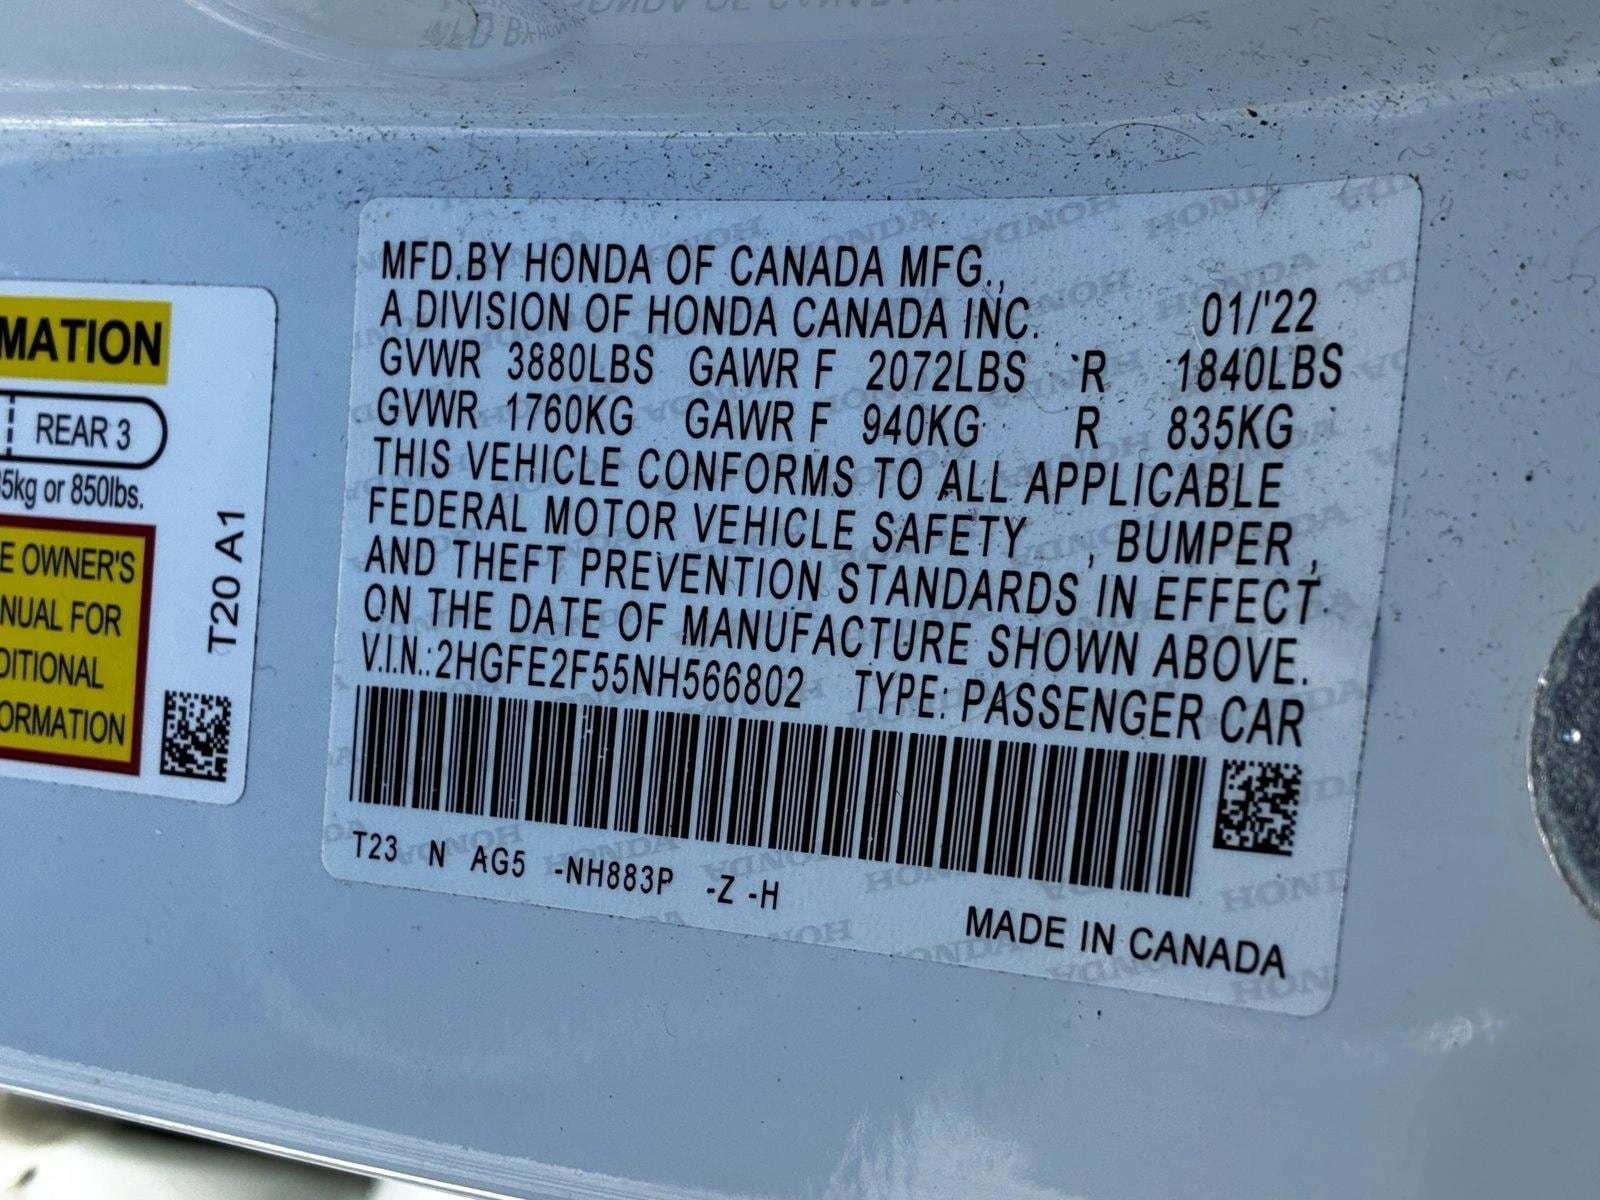 MATION
REAR 3
5kg or 850lbs.
E OWNER'S
NUAL FOR
DITIONAL
ORMATION
T20 A1
MFD.BY HONDA OF CANADA MFG.,
A DIVISION OF HONDA CANADA INC. 01/'22
GVWR 3880LBS GAWR F 2072LBS R 1840LBS
GVWR 1760KG GAWR F 940KG R 835KG
THIS VEHICLE CONFORMS TO ALL APPLICABLE
FEDERAL MOTOR VEHICLE SAFETY , BUMPER ,
AND THEFT PREVENTION STANDARDS IN EFFECT
ON THE DATE OF MANUFACTURE SHOWN ABOVE.
V.I.N.:2HGFE2F55NH566802 TYPE: PASSENGER CAR
T23 N AG5 -NH883P -Z -H
MADE IN CANADA